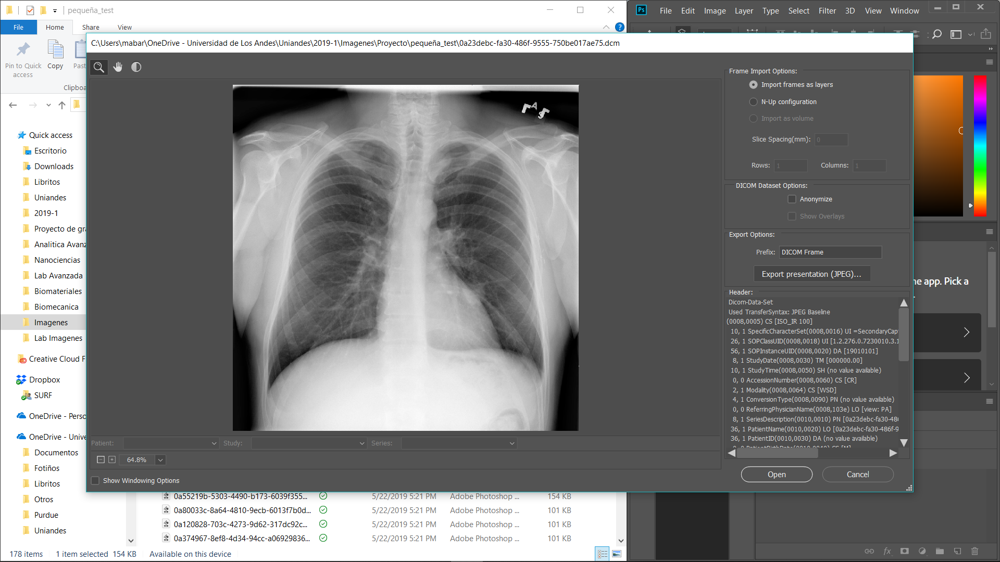 pequeña_test
File Home Share View
Pin to Quick access
Copy
Past
Clipboa
Quick access
Escritorio
Downloads
Libritos
Uniandes
2019-1
Proyecto de gra
Analitica Avanz
Nanociencias
Lab Avanzada
Biomateriales
Biomecanica
Imagenes
Lab Imagenes
Creative Cloud F
Dropbox
SURF
OneDrive - Perso
OneDrive - Unive
Documentos
Fotiños
Libritos
Otros
Purdue
Uniandes
178 items 1 item selected 154 KB Available on this device
0a55219b-5303-4490-b173-6039f355... 5/22/2019 5:21 PM Adobe Photoshop ... 154 KB
0a80033c-8a64-4810-9ecb-6013f7b0d... 5/22/2019 5:21 PM Adobe Photoshop ... 101 KB
0a120828-703c-4273-9d62-317dc92c... 5/22/2019 5:21 PM Adobe Photoshop ... 101 KB
0a374967-8ef8-4d34-94cc-a06929836... 5/22/2019 5:21 PM Adobe Photoshop ... 101 KB
Ps File Edit Image Layer Type Select Filter 3D View Window
C:\Users\mabar\OneDrive - Universidad de Los Andes\Uniandes\2019-1\Imagenes\Proyecto\pequeña_test\0a23debc-fa30-486f-9555-750be017ae75.dcm
Patient: Study: Series:
64.8%
Show Windowing Options
Frame Import Options:
Import frames as layers
N-Up configuration
Import as volume
Slice Spacing(mm): 0
Rows: 1 Columns: 1
DICOM Dataset Options:
Anonymize
Show Overlays
Export Options:
Prefix: DICOM Frame
Export presentation (JPEG)...
Header:
Dicom-Data-Set
Used TransferSyntax: JPEG Baseline
(0008,0005) CS [ISO_IR 100]
10, 1 SpecificCharacterSet(0008,0016) UI =SecondaryCap
26, 1 SOPClassUID(0008,0018) UI [1.2.276.0.7230010.3.1
56, 1 SOPInstanceUID(0008,0020) DA [19010101]
8, 1 StudyDate(0008,0030) TM [000000.00]
10, 1 StudyTime(0008,0050) SH (no value available)
0, 0 AccessionNumber(0008,0060) CS [CR]
2, 1 Modality(0008,0064) CS [WSD]
4, 1 ConversionType(0008,0090) PN (no value available)
0, 0 ReferringPhysicianName(0008,103e) LO [view: PA]
8, 1 SeriesDescription(0010,0010) PN [0a23debc-fa30-486
36, 1 PatientName(0010,0020) LO [0a23debc-fa30-486f-9
36, 1 PatientID(0010,0030) DA (no value available)
0, 0 PatientBirthDate(0010,0040) CS [M]
Open Cancel
ne app. Pick a
fx